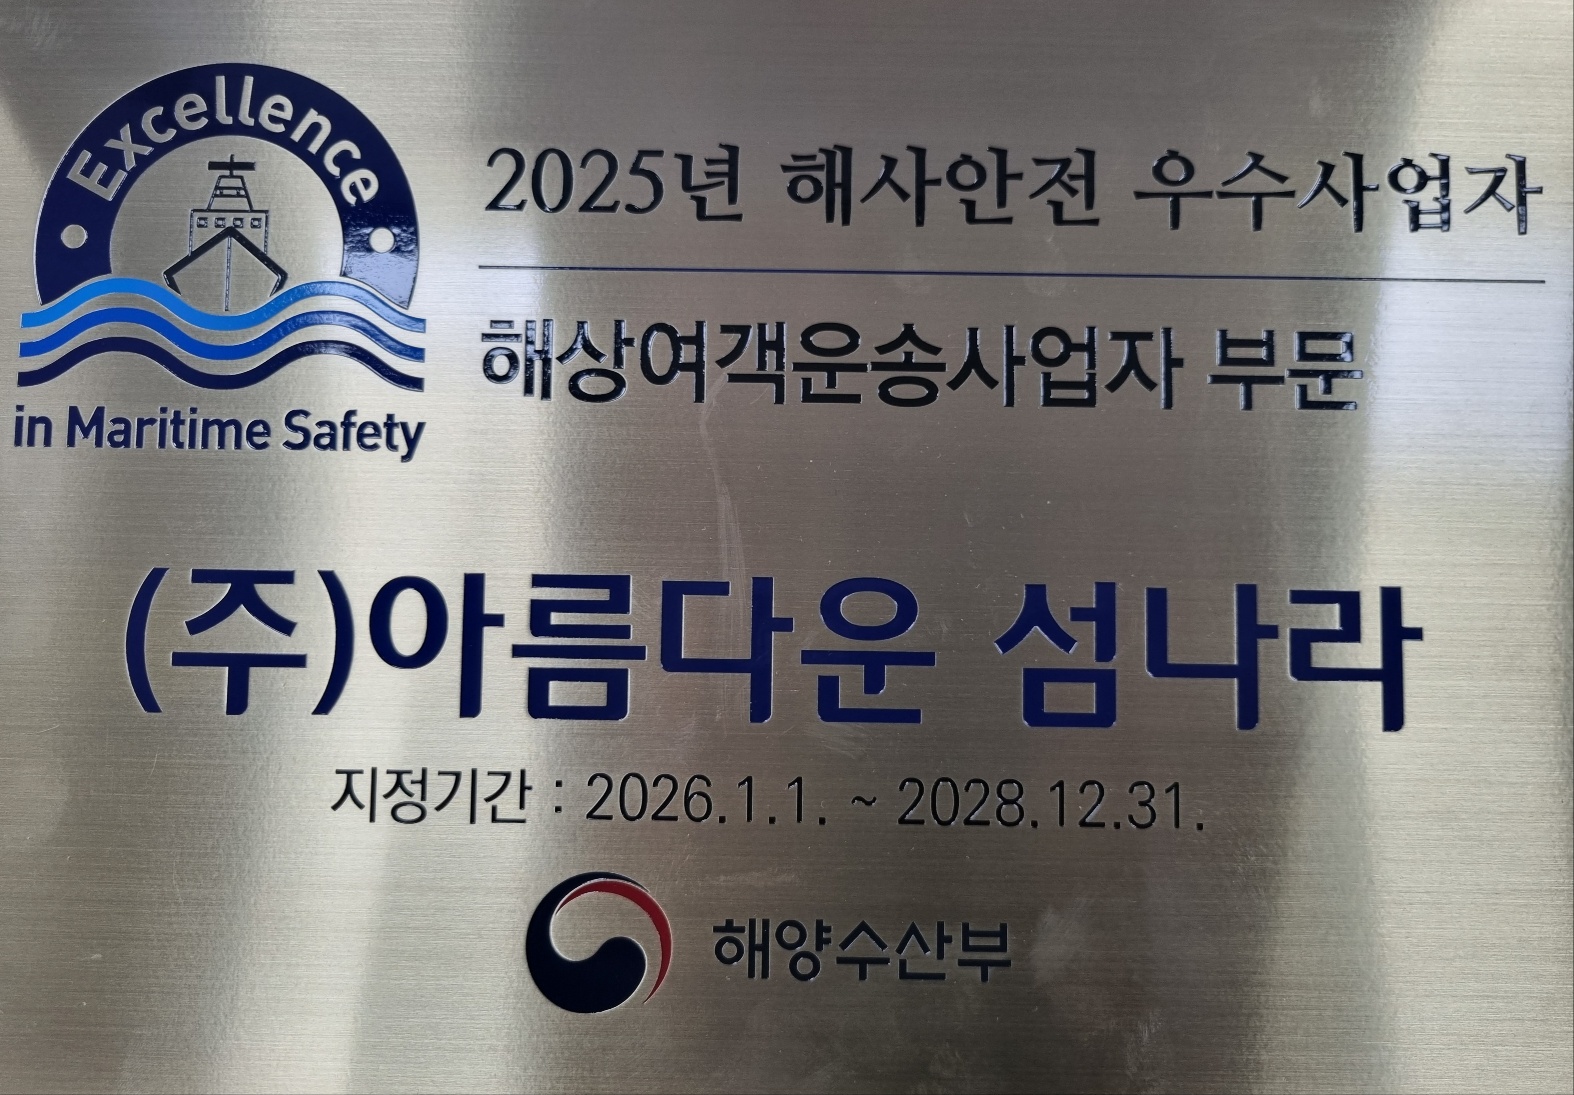 Excellence
in Maritime Safety
2025년 해사안전 우수사업자
해상여객운송사업자 부문
(주)아름다운 섬나라
지정기간 : 2026.1.1. ~ 2028.12.31.
해양수산부